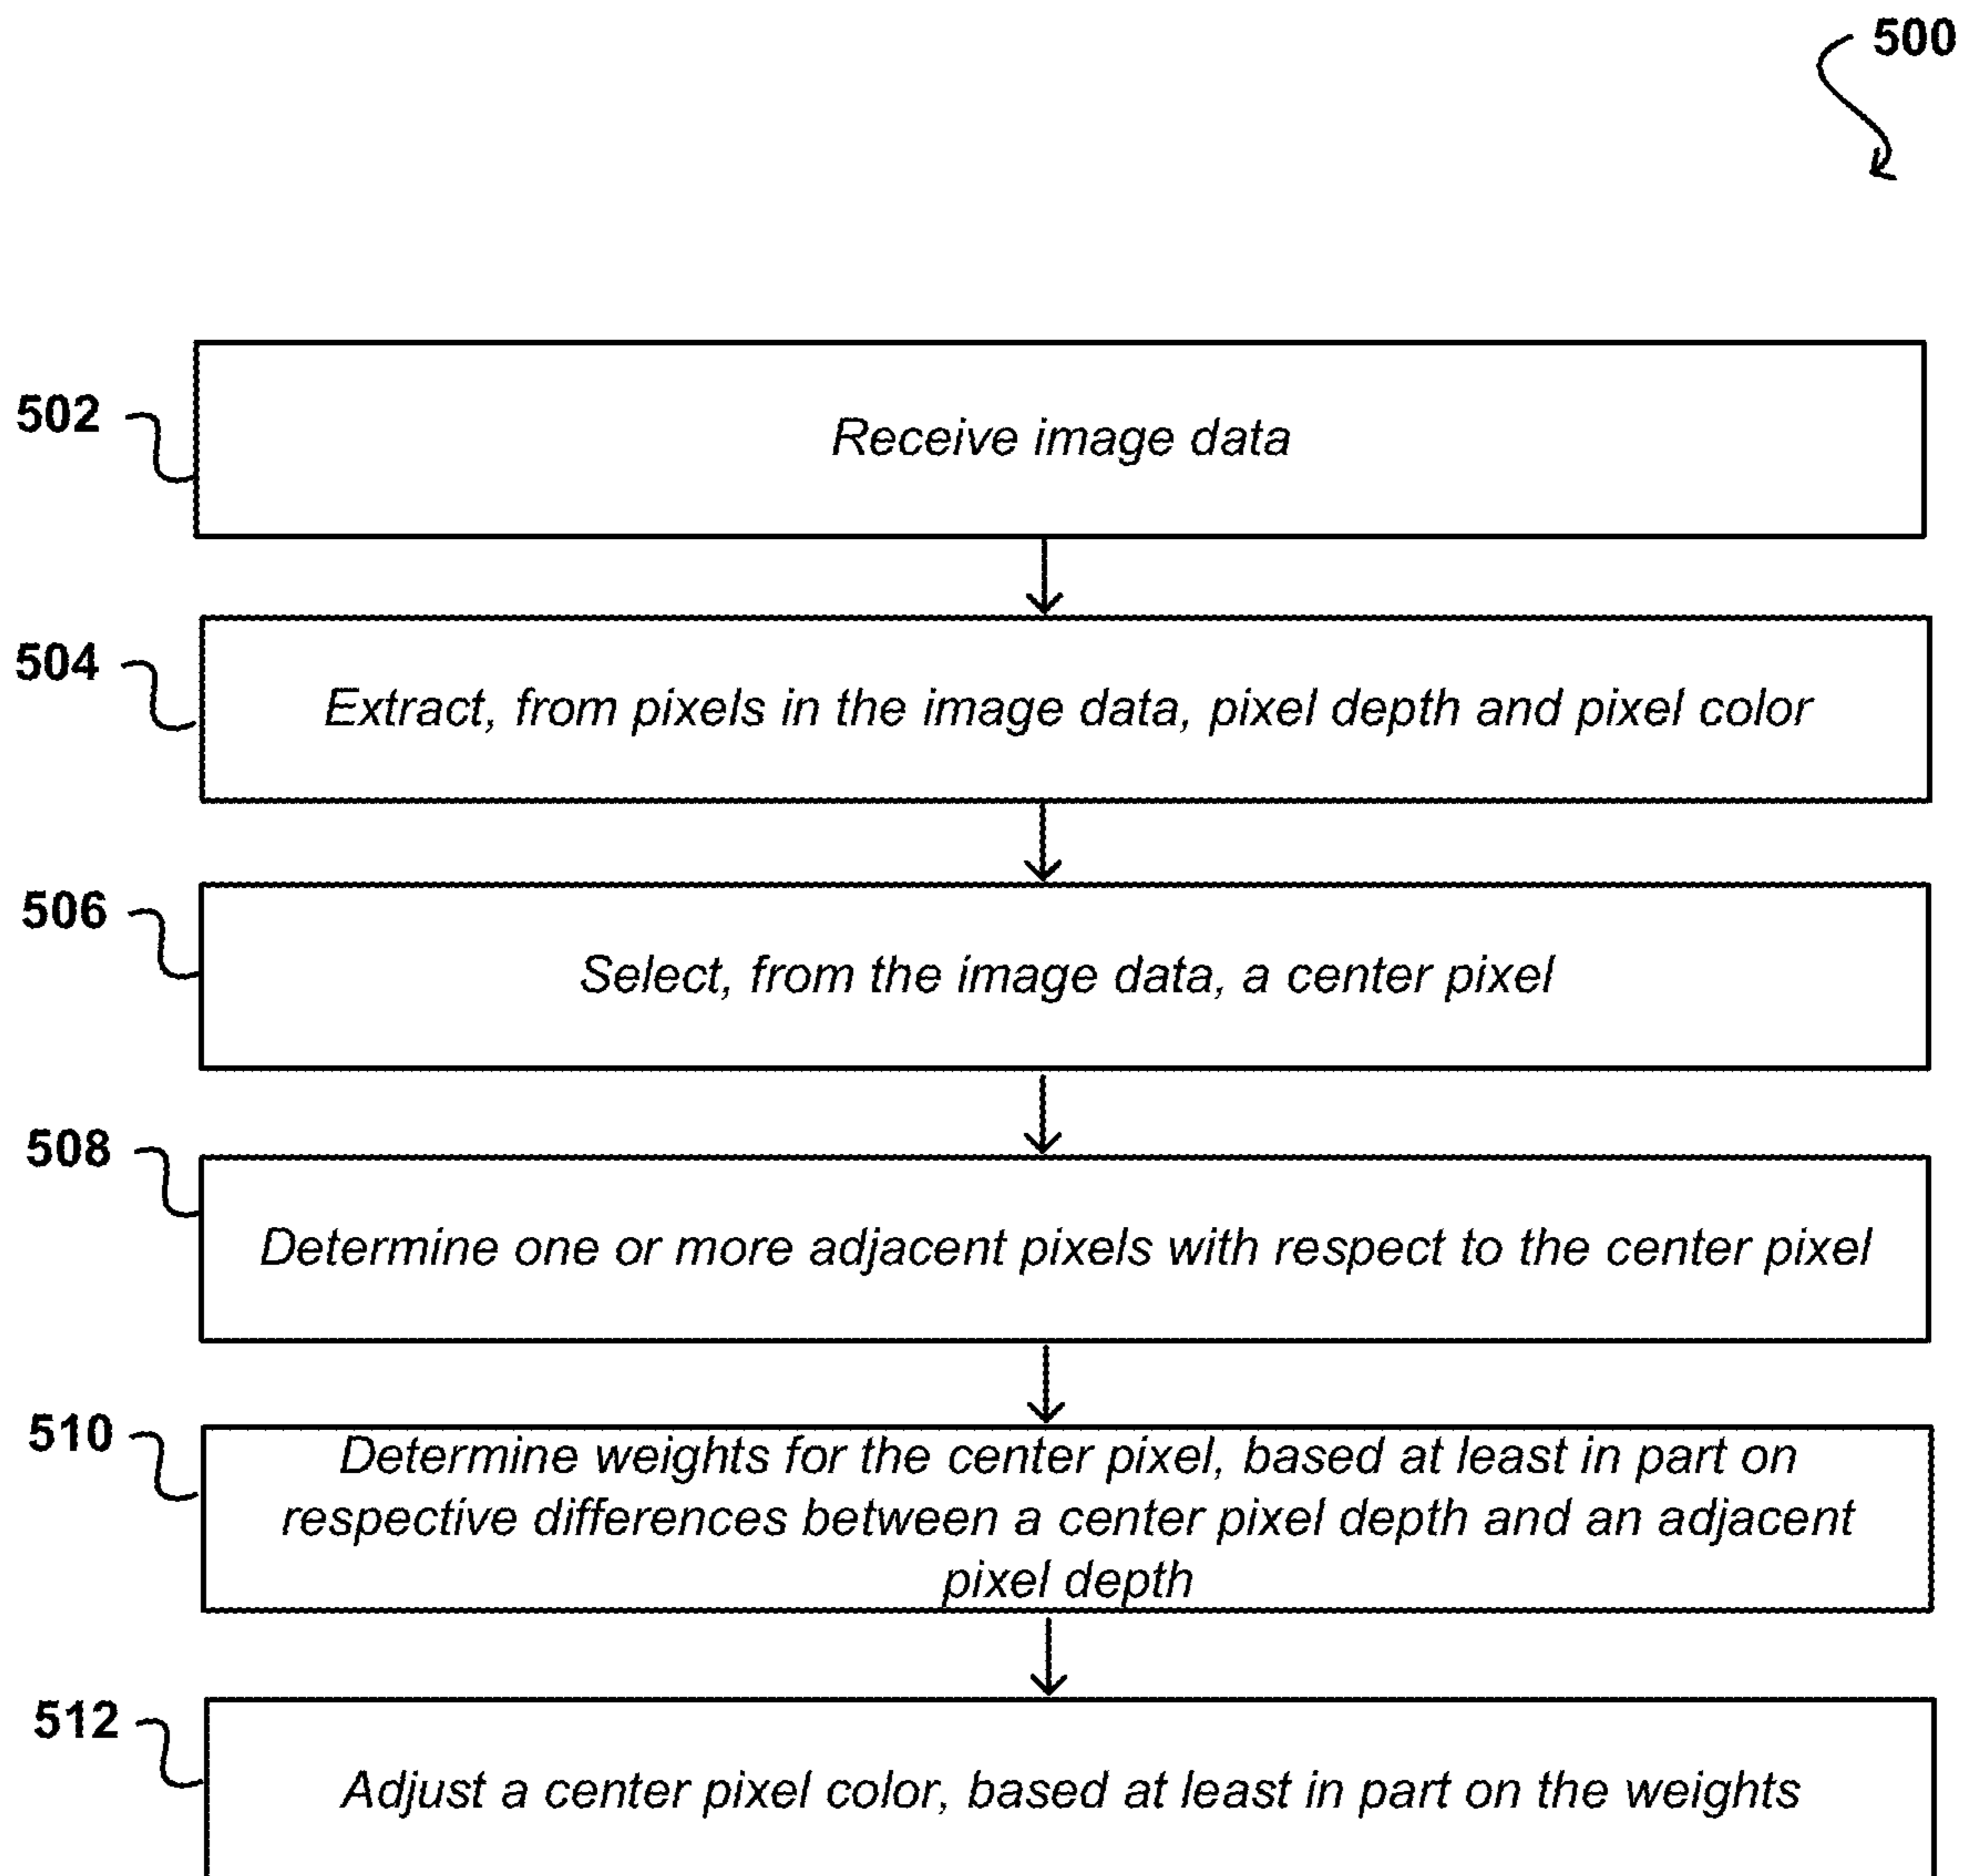 500
502
Receive image data
504
Extract, from pixels in the image data, pixel depth and pixel color
506
Select, from the image data, a center pixel
508
Determine one or more adjacent pixels with respect to the center pixel
510
Determine weights for the center pixel, based at least in part on
respective differences between a center pixel depth and an adjacent
pixel depth
512
Adjust a center pixel color, based at least in part on the weights